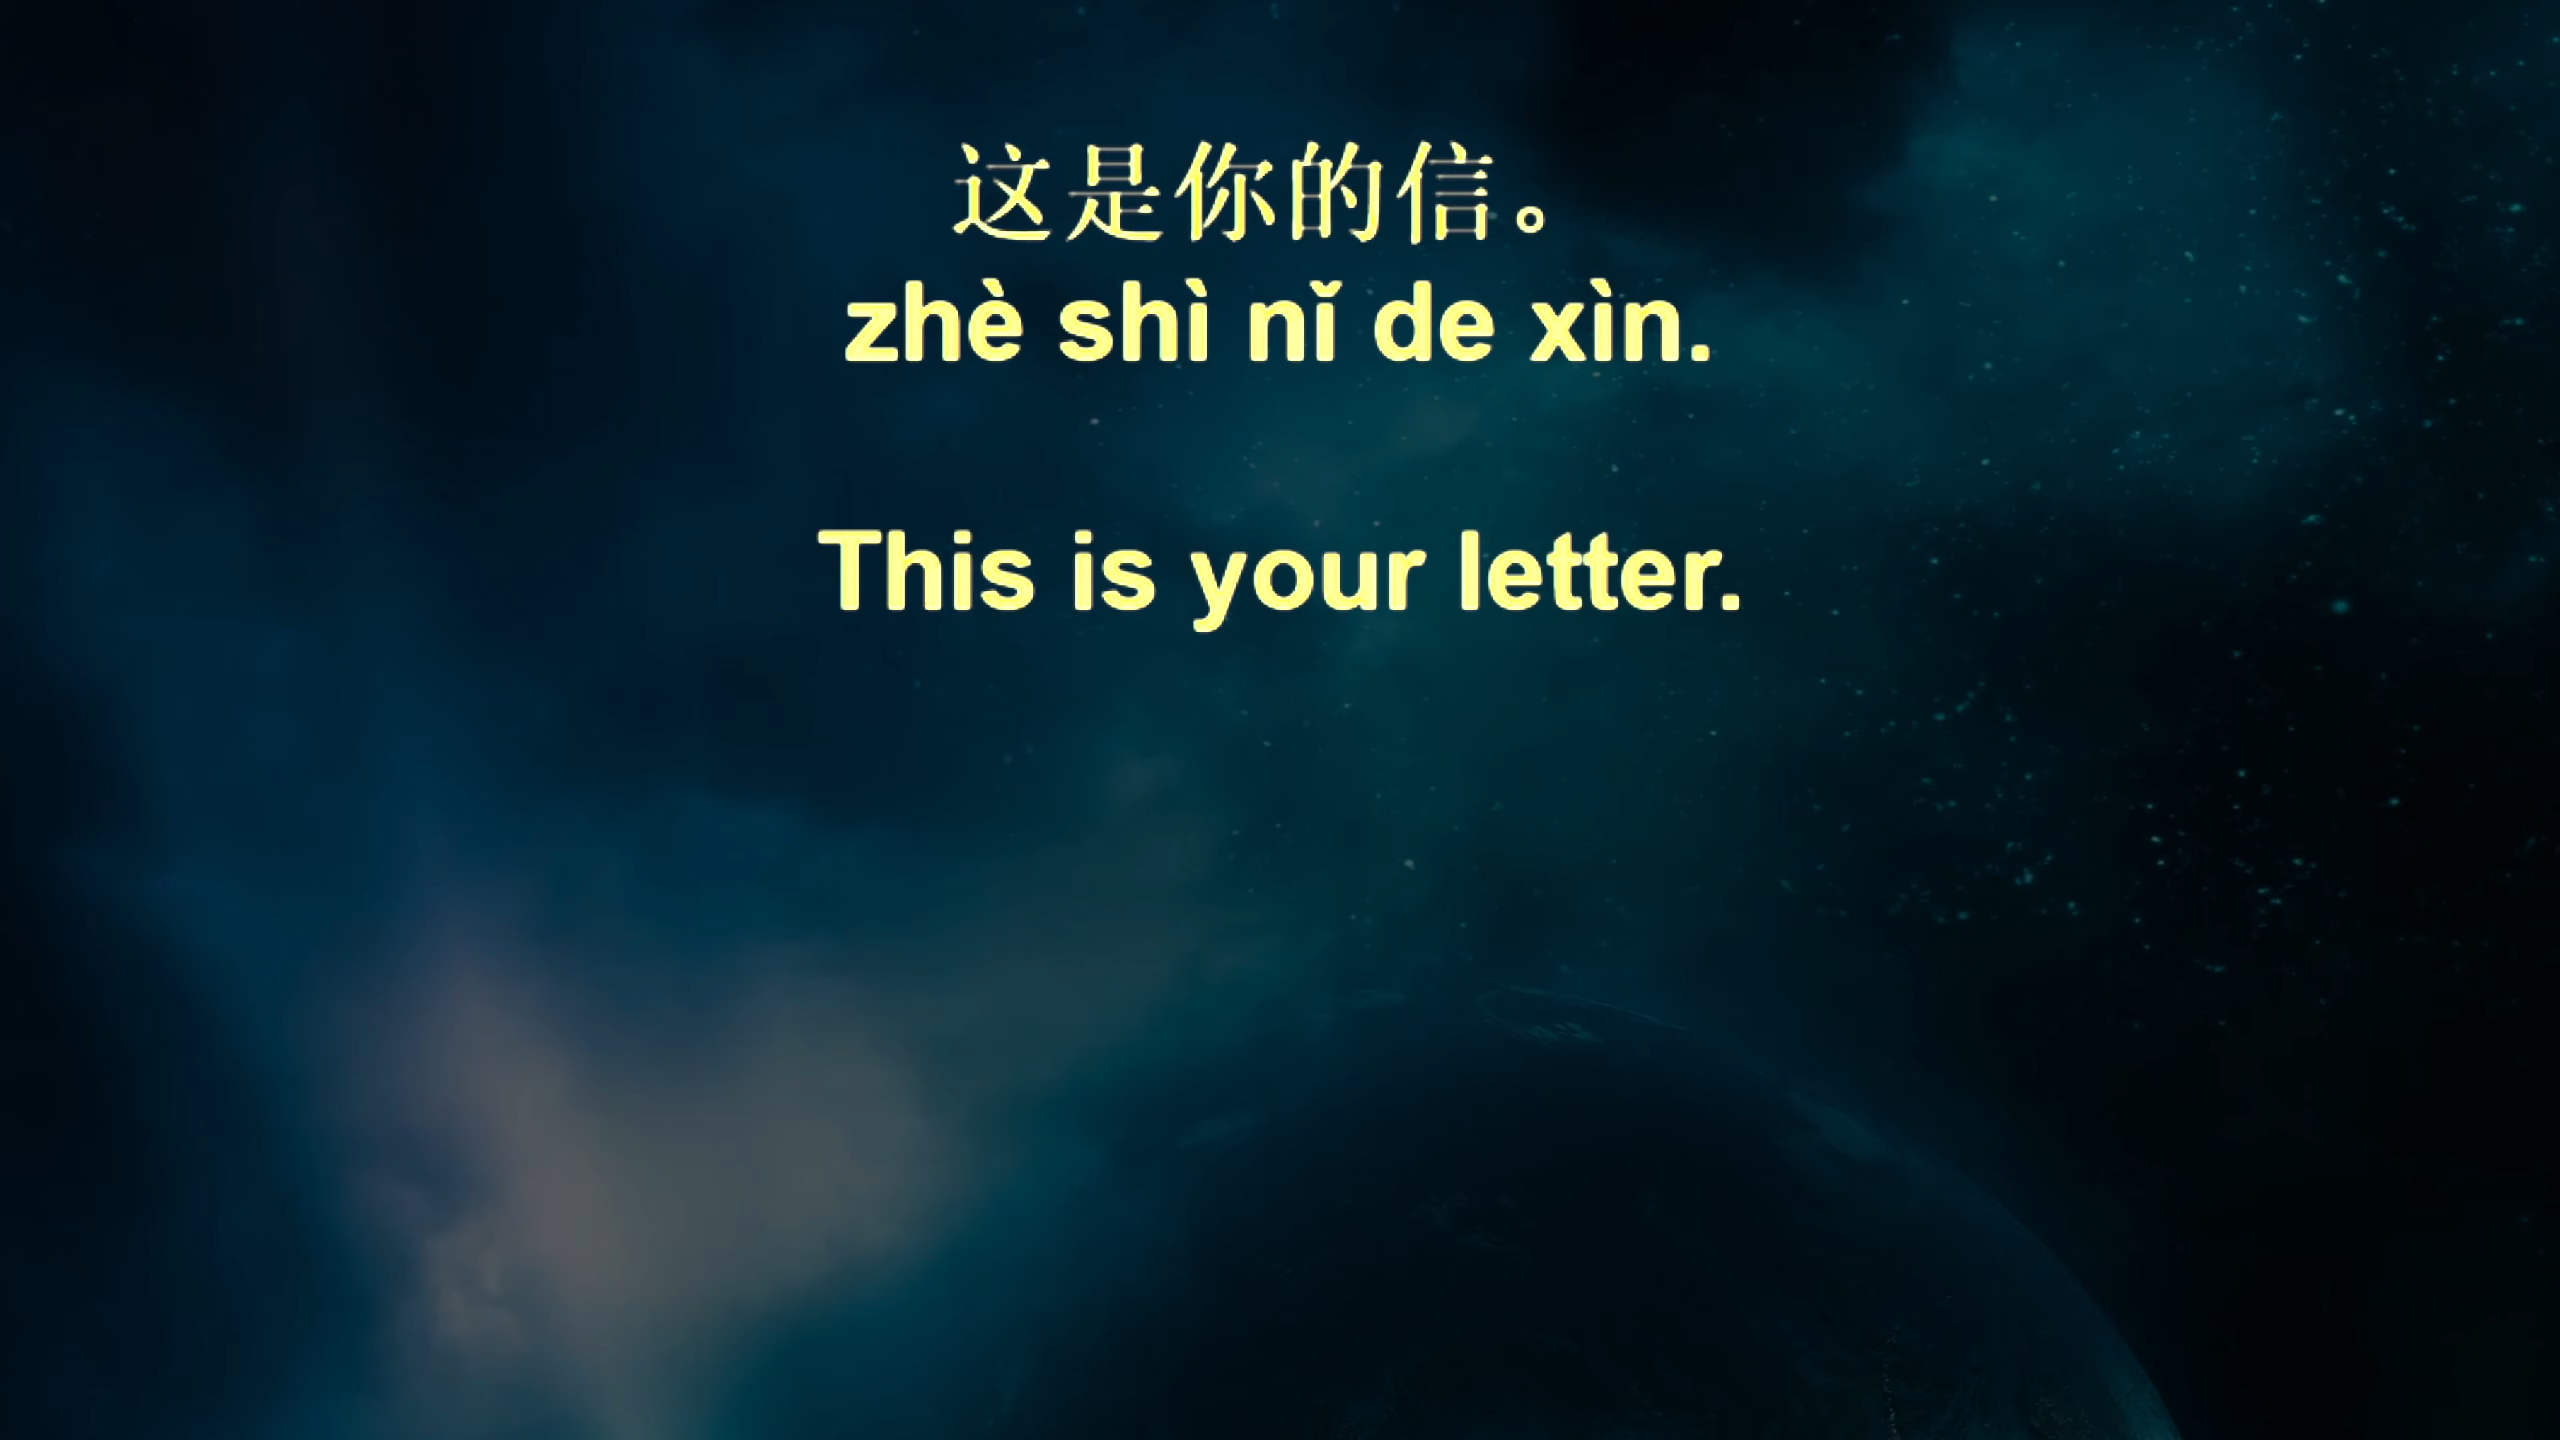 这是你的信。
zhè shì nǐ de xìn.
This is your letter.